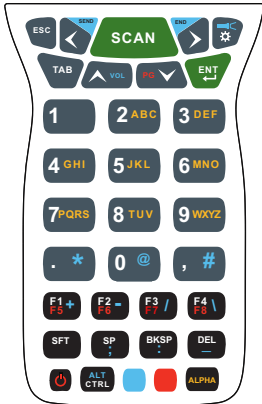 SEND END
ESC < SCAN >
TAB VOL PG ENT
1 2 ABC 3 DEF
4 GHI 5 JKL 6 MNO
7 PQRS 8 TUV 9 WXYZ
. * 0 @ , #
F1 + F2 - F3 / F4 \
F5 F6 F7 F8
SFT SP BKSP DEL
; : _
ALT
CTRL ALPHA